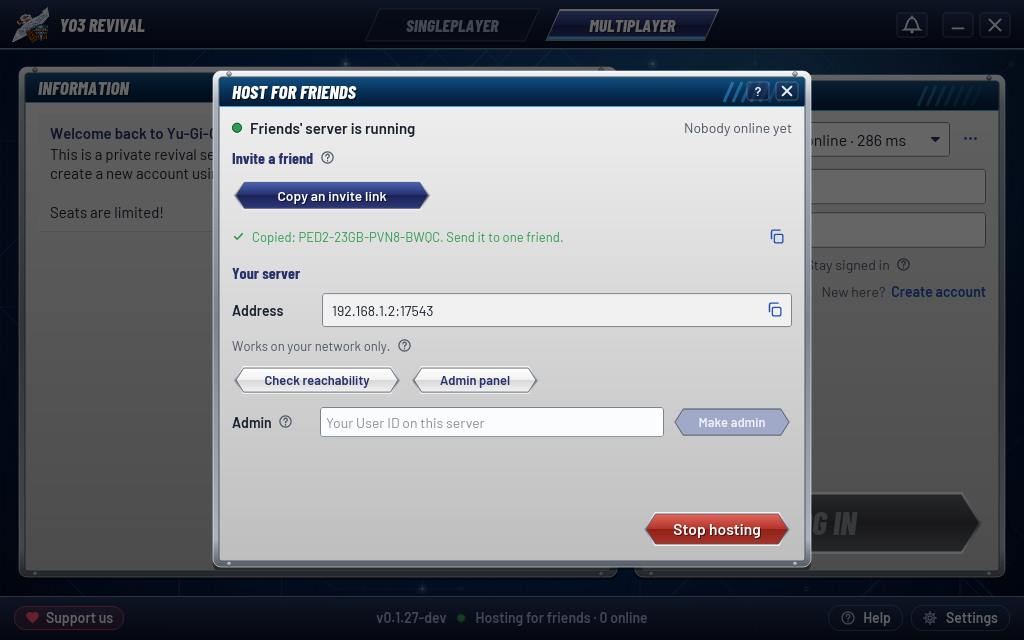 YO3 REVIVAL
SINGLEPLAYER
MULTIPLAYER
INFORMATION
Welcome back to Yu-Gi-
This is a private revival se
create a new account usi
Seats are limited!
HOST FOR FRIENDS
?
Friends' server is running
Nobody online yet
Invite a friend
Copy an invite link
Copied: PED2-23GB-PVN8-BWQC. Send it to one friend.
Your server
Address
192.168.1.2:17543
Works on your network only.
Check reachability
Admin panel
Admin
Your User ID on this server
Make admin
Stop hosting
nline · 286 ms
Stay signed in
New here? Create account
G IN
Support us
v0.1.27-dev
Hosting for friends · 0 online
Help
Settings